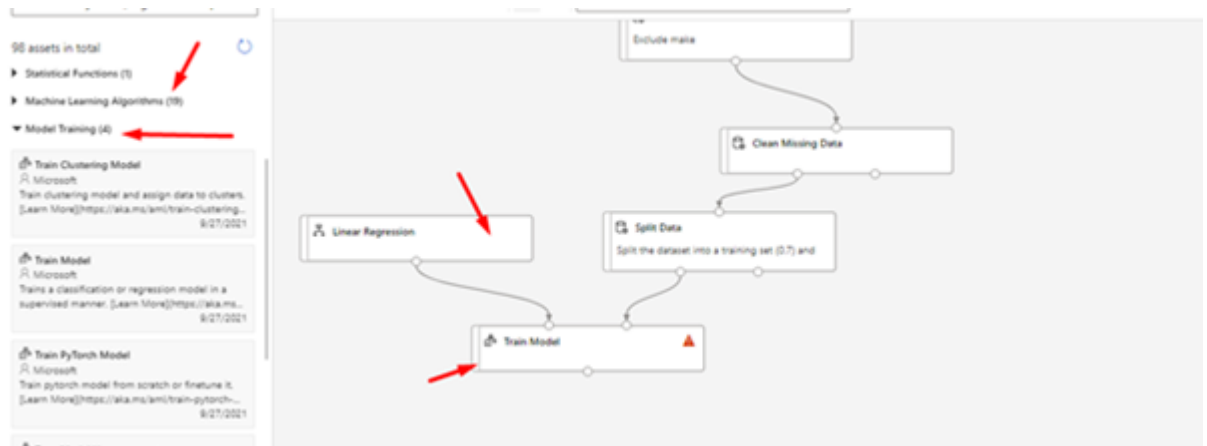 98 assets in total
Statistical Functions (1)
Machine Learning Algorithms (19)
Model Training (4)
Train Clustering Model
Microsoft
Train clustering model and assign data to clusters.
[Learn More](https://aka.ms/aml/train-clustering...
9/27/2021
Train Model
Microsoft
Trains a classification or regression model in a
supervised manner. [Learn More](https://aka.ms...
9/27/2021
Train PyTorch Model
Microsoft
Train pytorch model from scratch or finetune it.
[Learn More](https://aka.ms/aml/train-pytorch-...
9/27/2021
Exclude make
Clean Missing Data
Linear Regression
Split Data
Split the dataset into a training set (0.7) and
Train Model